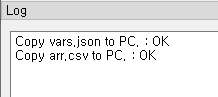 Log
Copy vars.json to PC. : OK
Copy arr.csv to PC. : OK